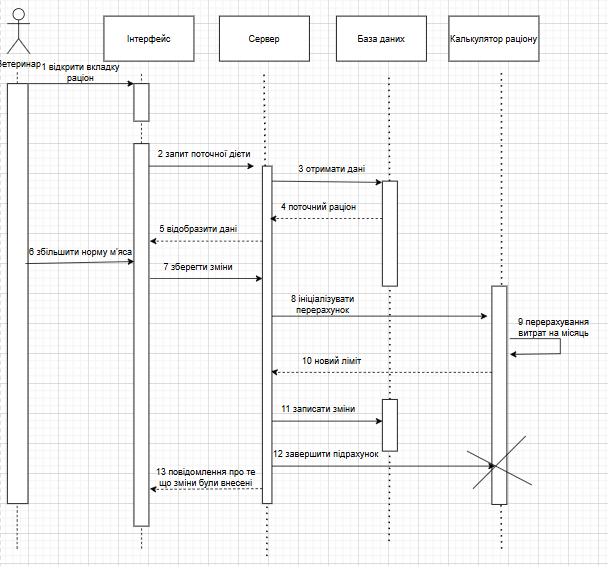 Інтерфейс
Сервер
База даних
Калькулятор раціону
Ветеринар
1 відкрити вкладку
раціон
2 запит поточної дієти
3 отримати дані
4 поточний раціон
5 відобразити дані
6 збільшити норму м'яса
7 зберегти зміни
8 ініціалізувати
перерахунок
9 перерахування
витрат на місяць
10 новий ліміт
11 записати зміни
12 завершити підрахунок
13 повідомлення про те
що зміни були внесені